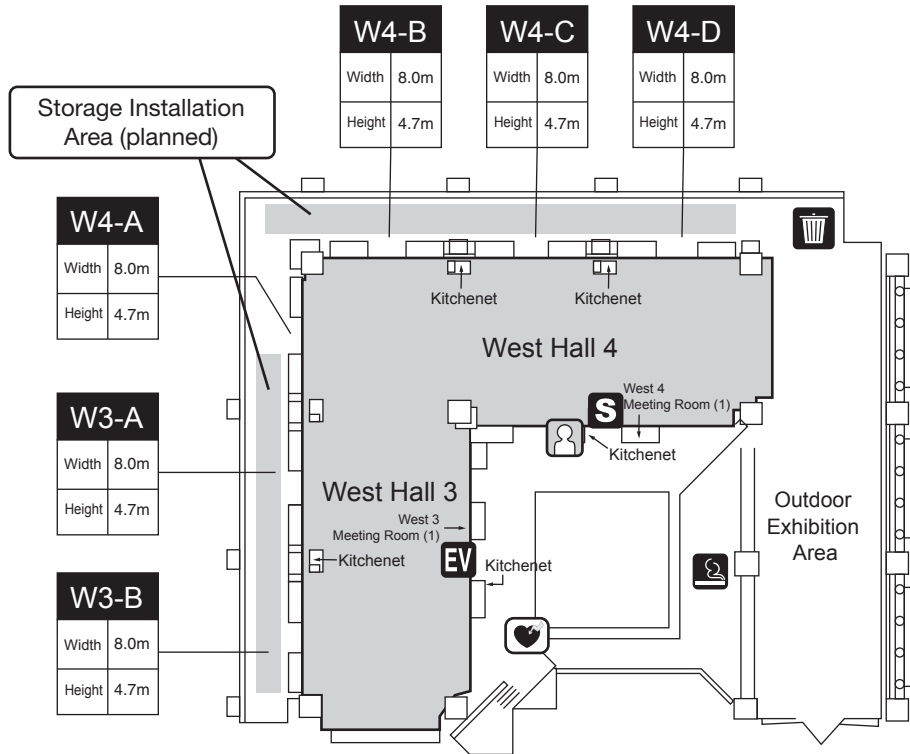 W4-B
Width 8.0m
Height 4.7m
W4-C
Width 8.0m
Height 4.7m
W4-D
Width 8.0m
Height 4.7m
Storage Installation
Area (planned)
W4-A
Width 8.0m
Height 4.7m
Kitchenet
Kitchenet
West Hall 4
West 4
Meeting Room (1)
S
Kitchenet
W3-A
Width 8.0m
Height 4.7m
West Hall 3
West 3
Meeting Room (1)
EV
Kitchenet
Kitchenet
Outdoor
Exhibition
Area
W3-B
Width 8.0m
Height 4.7m